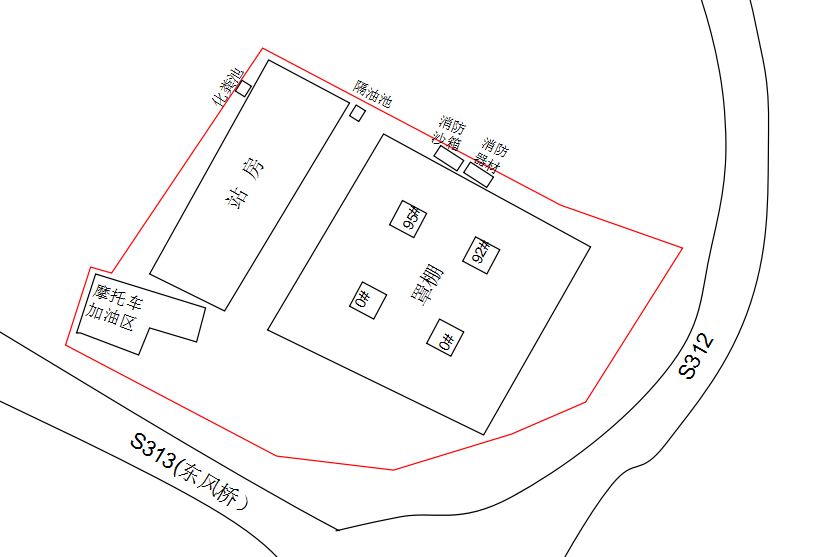 化粪池
隔油池
消防
沙箱
消防
器材
站 房
95#
92#
罩棚
0#
0#
摩托车
加油区
S312
S313(东风桥）